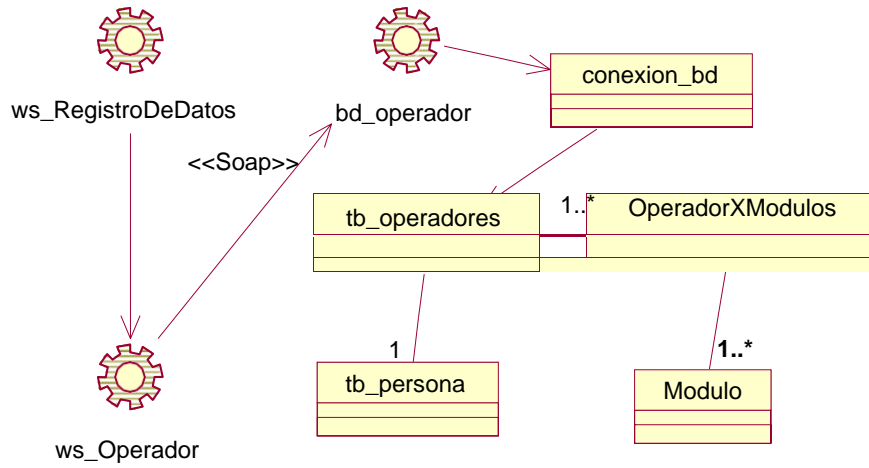 conexion_bd
ws_RegistroDeDatos
bd_operador
<<Soap>>
tb_operadores
1..*
OperadorXModulos
1
1..*
tb_persona
Modulo
ws_Operador